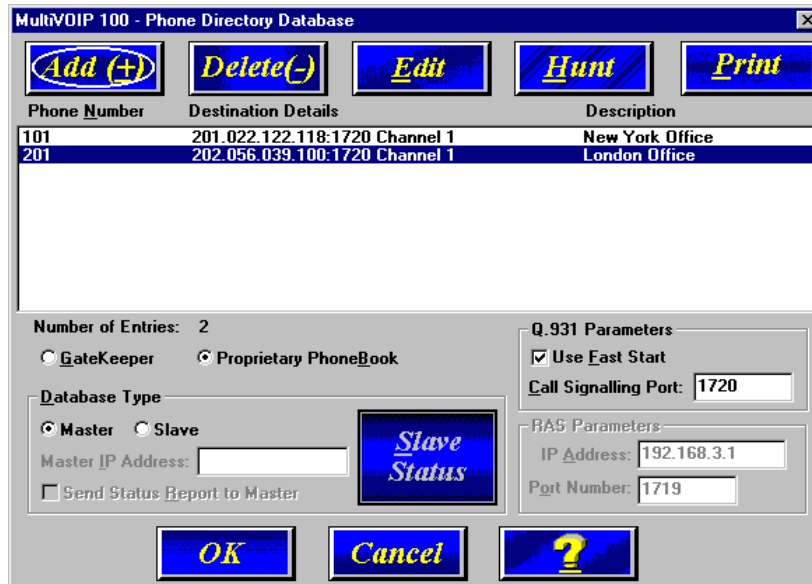 MultiVOIP 100 - Phone Directory Database
Add (+) Delete(-) Edit Hunt Print
Phone Number Destination Details Description
101 201.022.122.118:1720 Channel 1 New York Office
201 202.056.039.100:1720 Channel 1 London Office
Number of Entries: 2
GateKeeper Proprietary PhoneBook
Q.931 Parameters
Use Fast Start
Call Signalling Port: 1720
Database Type
Master Slave
Master IP Address:
Send Status Report to Master
Slave
Status
RAS Parameters
IP Address: 192.168.3.1
Port Number: 1719
OK Cancel ?